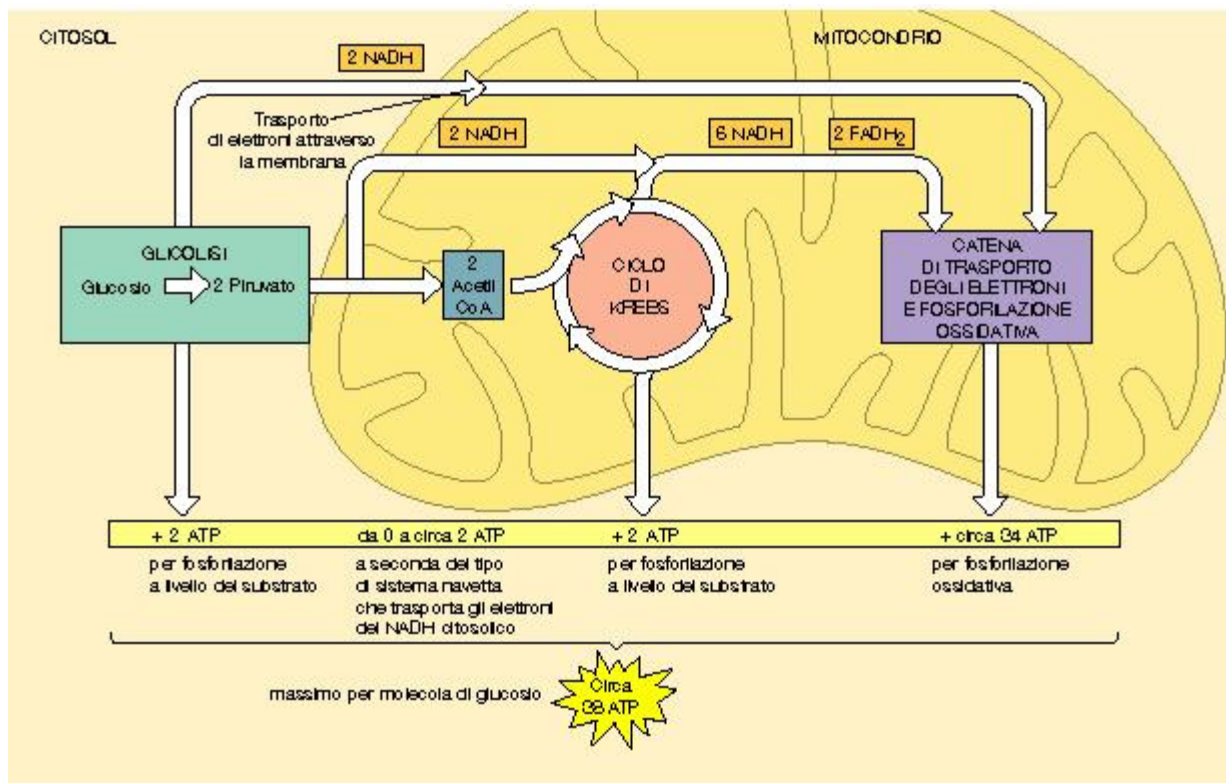 CITOSOL
MITOCONDRIO
2 NADH
Trasporto
di elettroni attraverso
la membrana
2 NADH
6 NADH
2 FADH₂
GLICOLISI
Glucosio
2 Piruvato
2
Acetil
CoA
CICLO
DI
KREBS
CATENA
DI TRASPORTO
DEGLI ELETTRONI
E FOSFORILAZIONE
OSSIDATIVA
+ 2 ATP
per fosforilazione
a livello del substrato
da 0 a circa 2 ATP
a seconda del tipo
di sistema navetta
che trasporta gli elettroni
del NADH citosolico
+ 2 ATP
per fosforilazione
a livello del substrato
+ circa 34 ATP
per fosforilazione
ossidativa
massimo per molecola di glucosio
Circa
38 ATP